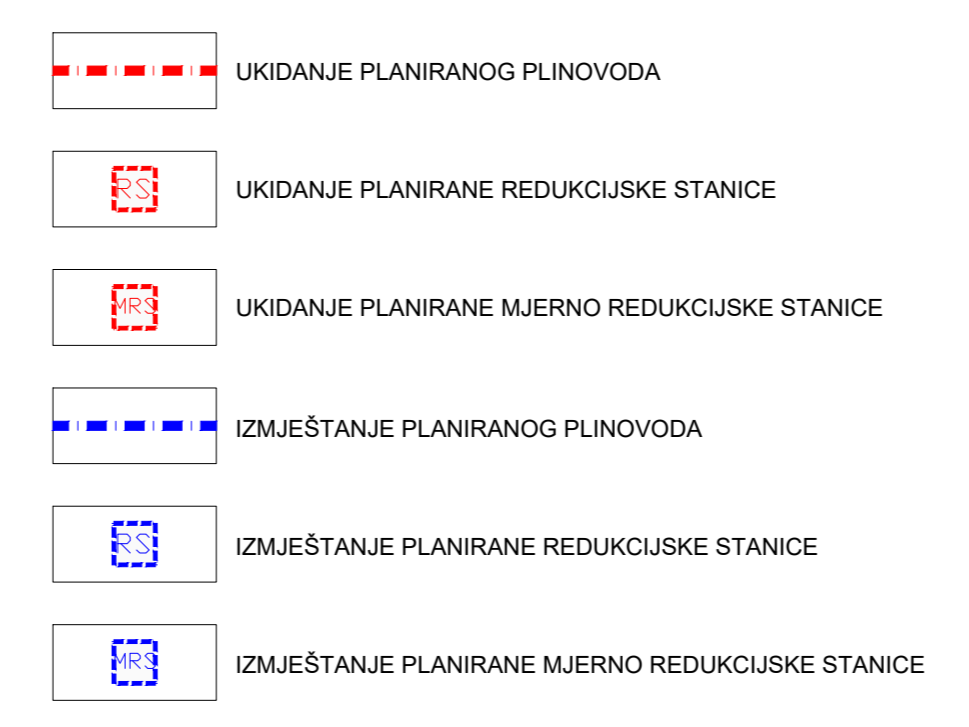 UKIDANJE PLANIRANOG PLINOVODA
RS UKIDANJE PLANIRANE REDUKCIJSKE STANICE
MRS UKIDANJE PLANIRANE MJERNO REDUKCIJSKE STANICE
IZMJEŠTANJE PLANIRANOG PLINOVODA
RS IZMJEŠTANJE PLANIRANE REDUKCIJSKE STANICE
MRS IZMJEŠTANJE PLANIRANE MJERNO REDUKCIJSKE STANICE